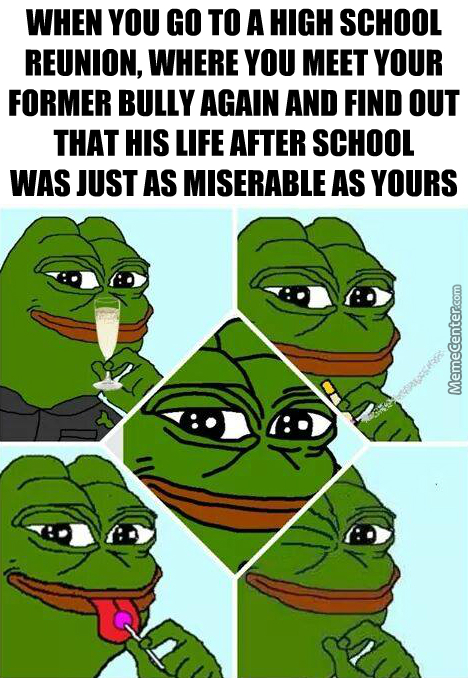 WHEN YOU GO TO A HIGH SCHOOL
REUNION, WHERE YOU MEET YOUR
FORMER BULLY AGAIN AND FIND OUT
THAT HIS LIFE AFTER SCHOOL
WAS JUST AS MISERABLE AS YOURS
MemeCenter.com